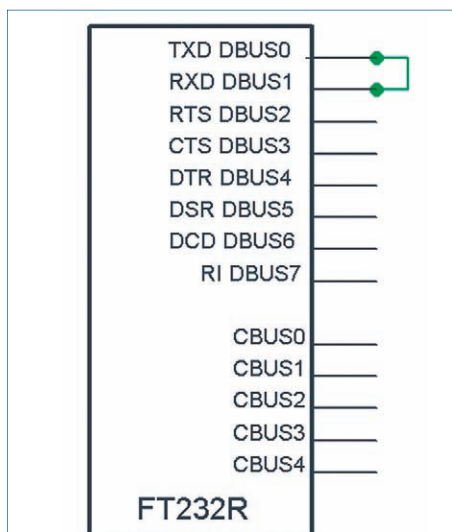 TXD DBUS0
RXD DBUS1
RTS DBUS2
CTS DBUS3
DTR DBUS4
DSR DBUS5
DCD DBUS6
RI DBUS7
CBUS0
CBUS1
CBUS2
CBUS3
CBUS4
FT232R